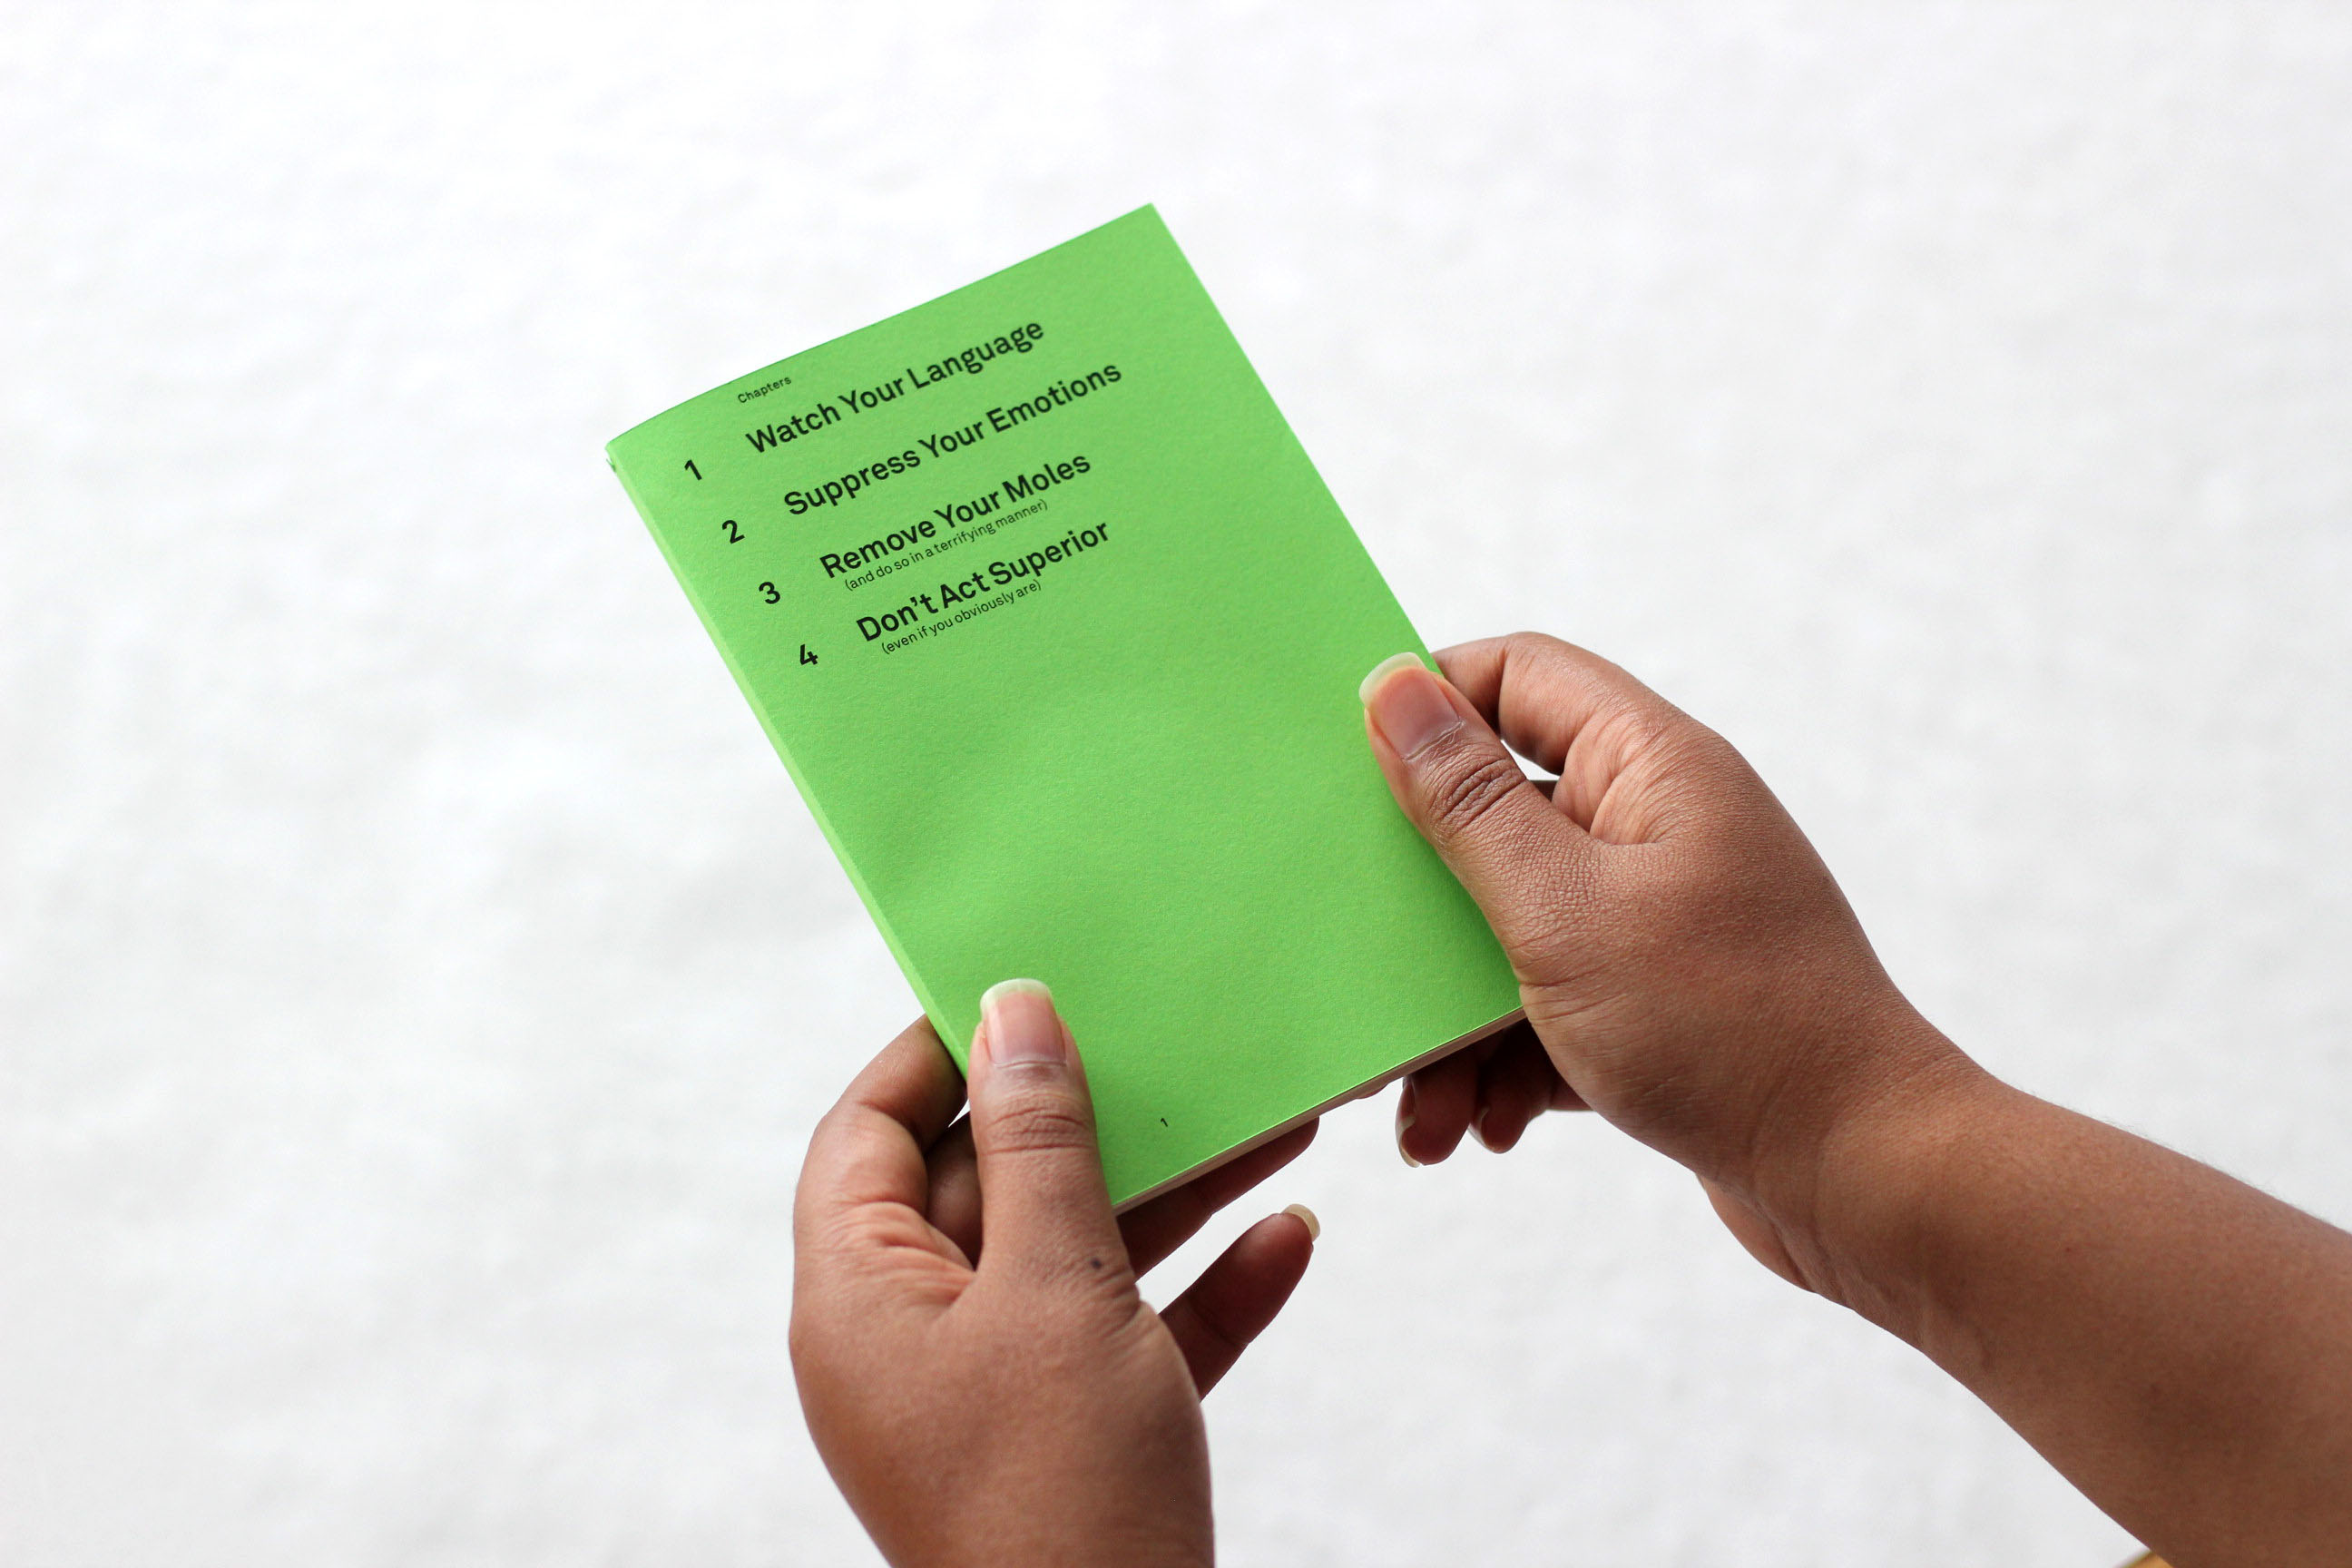 Chapters
1 Watch Your Language
2 Suppress Your Emotions
3 Remove Your Moles
(and do so in a terrifying manner)
4 Don't Act Superior
(even if you obviously are)
1